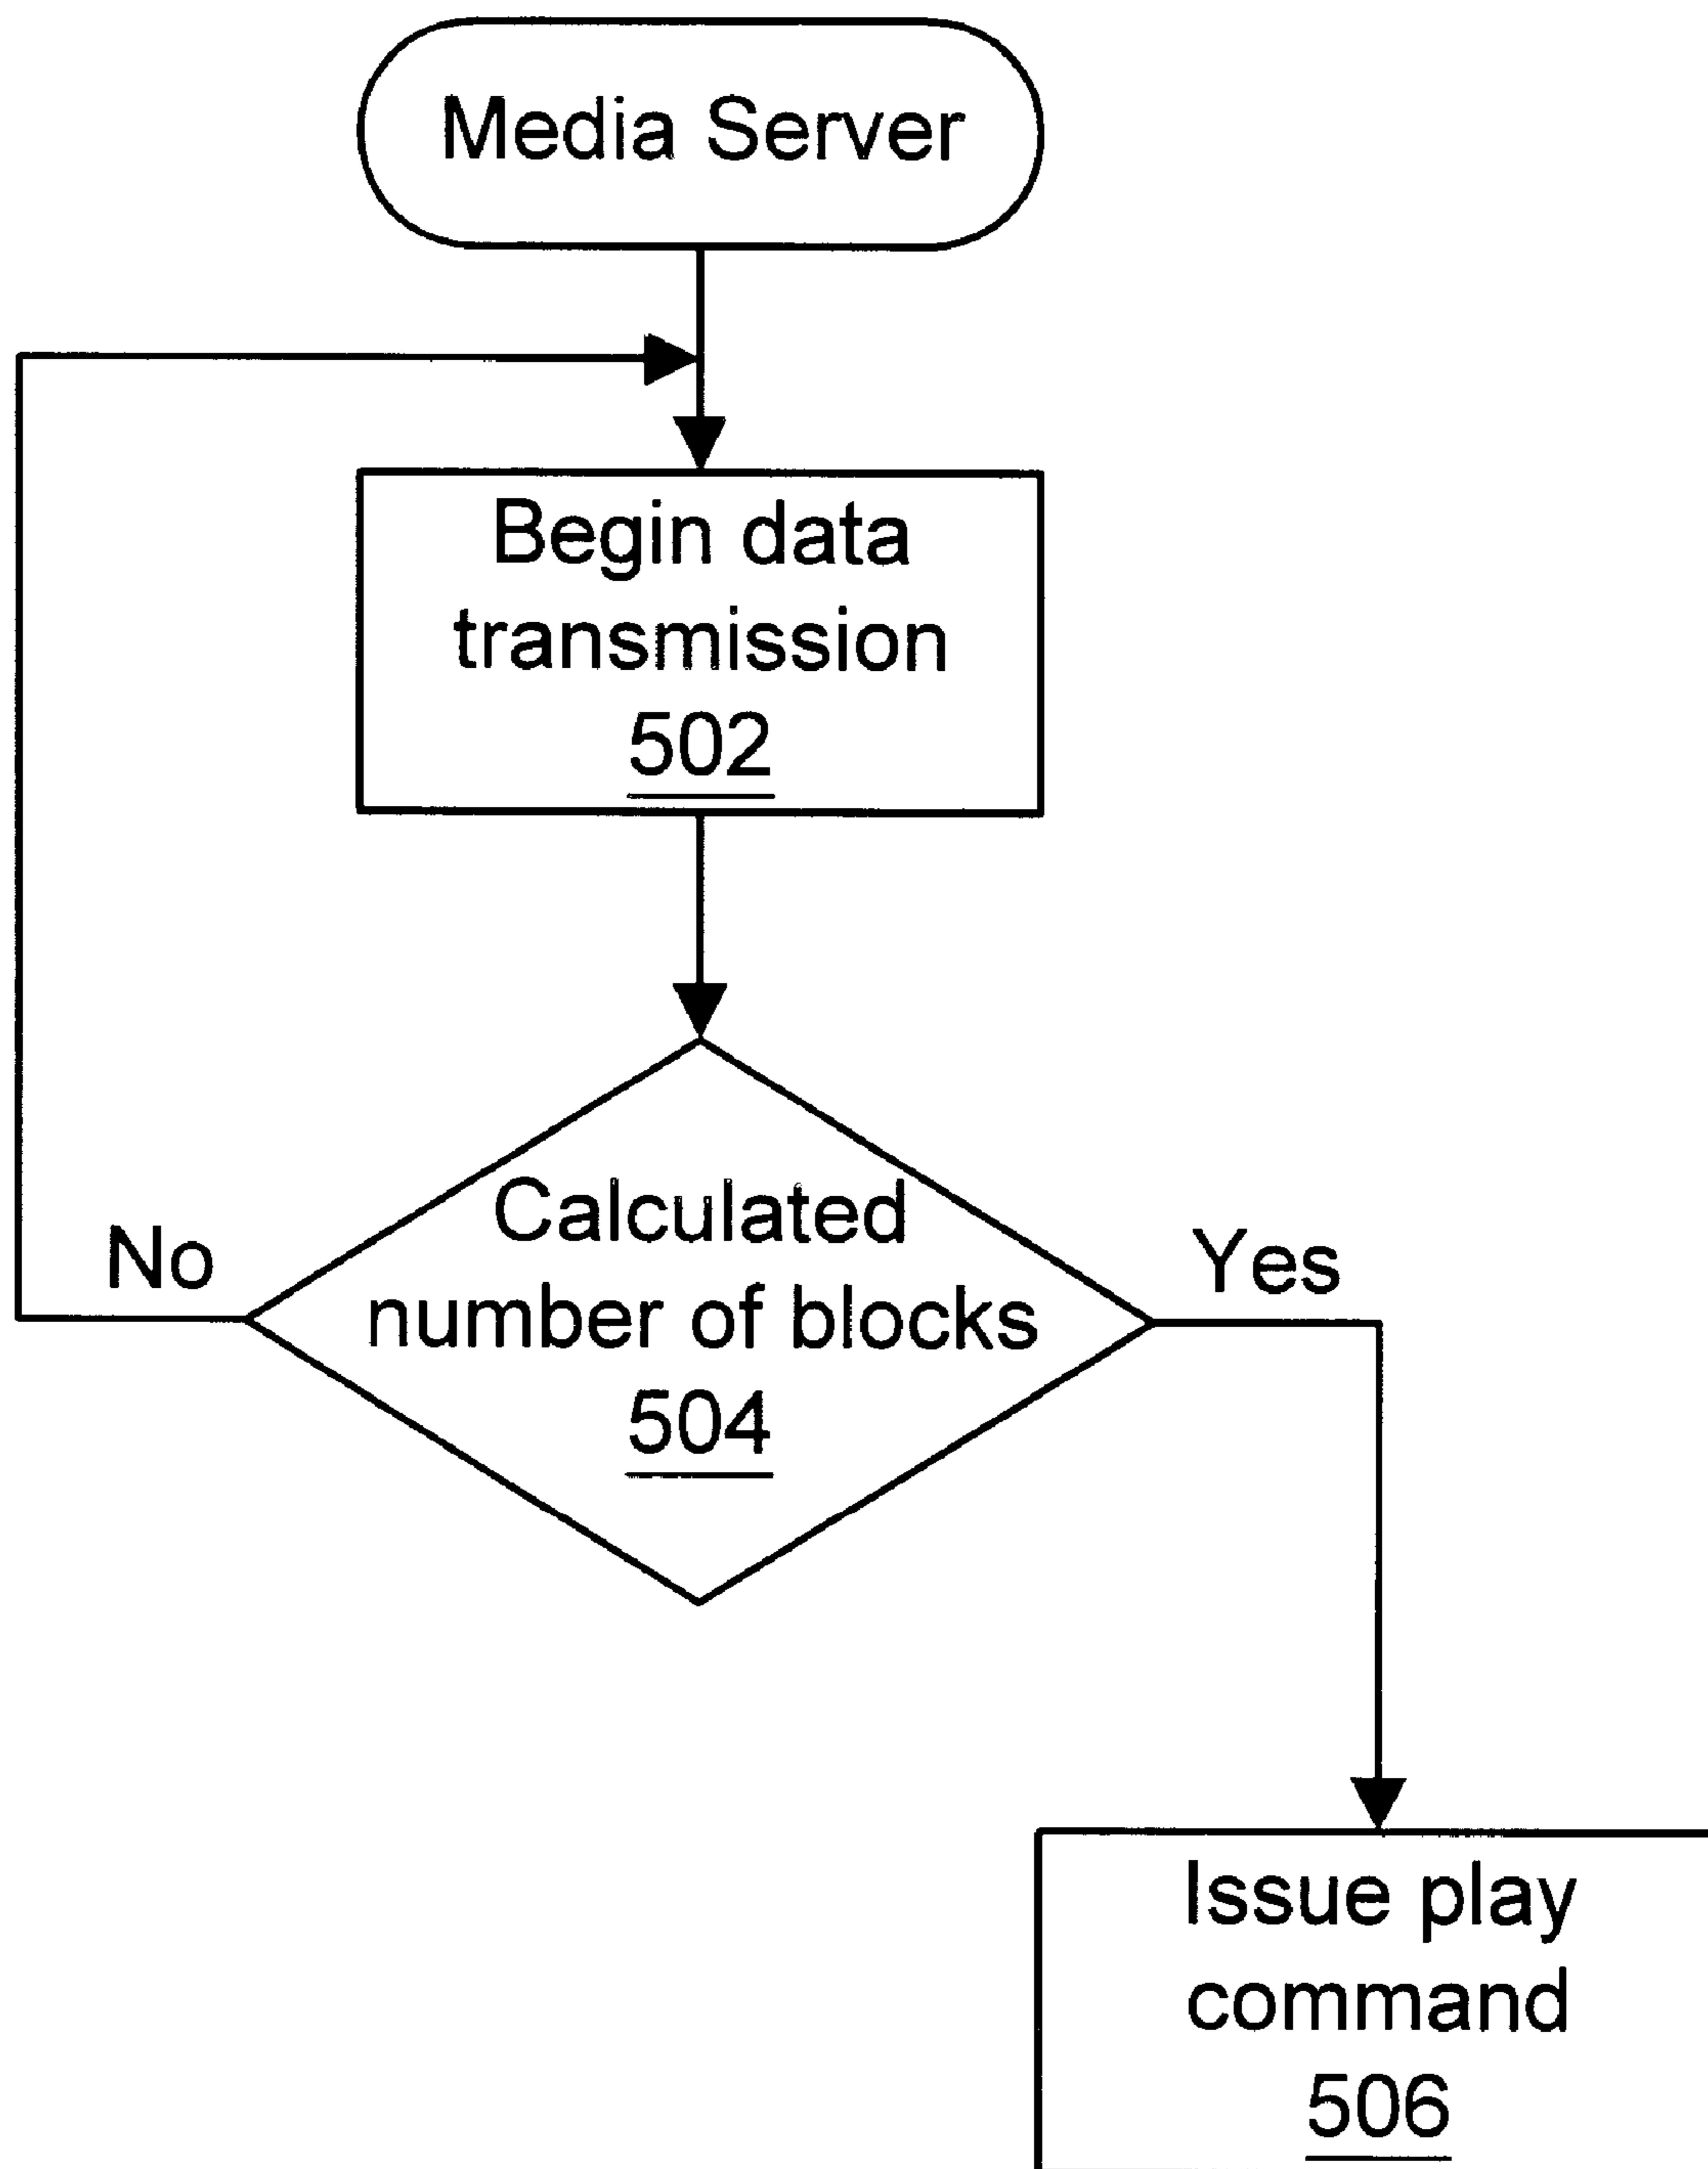 Media Server
Begin data
transmission
502
Calculated
number of blocks
504
No
Yes
Issue play
command
506